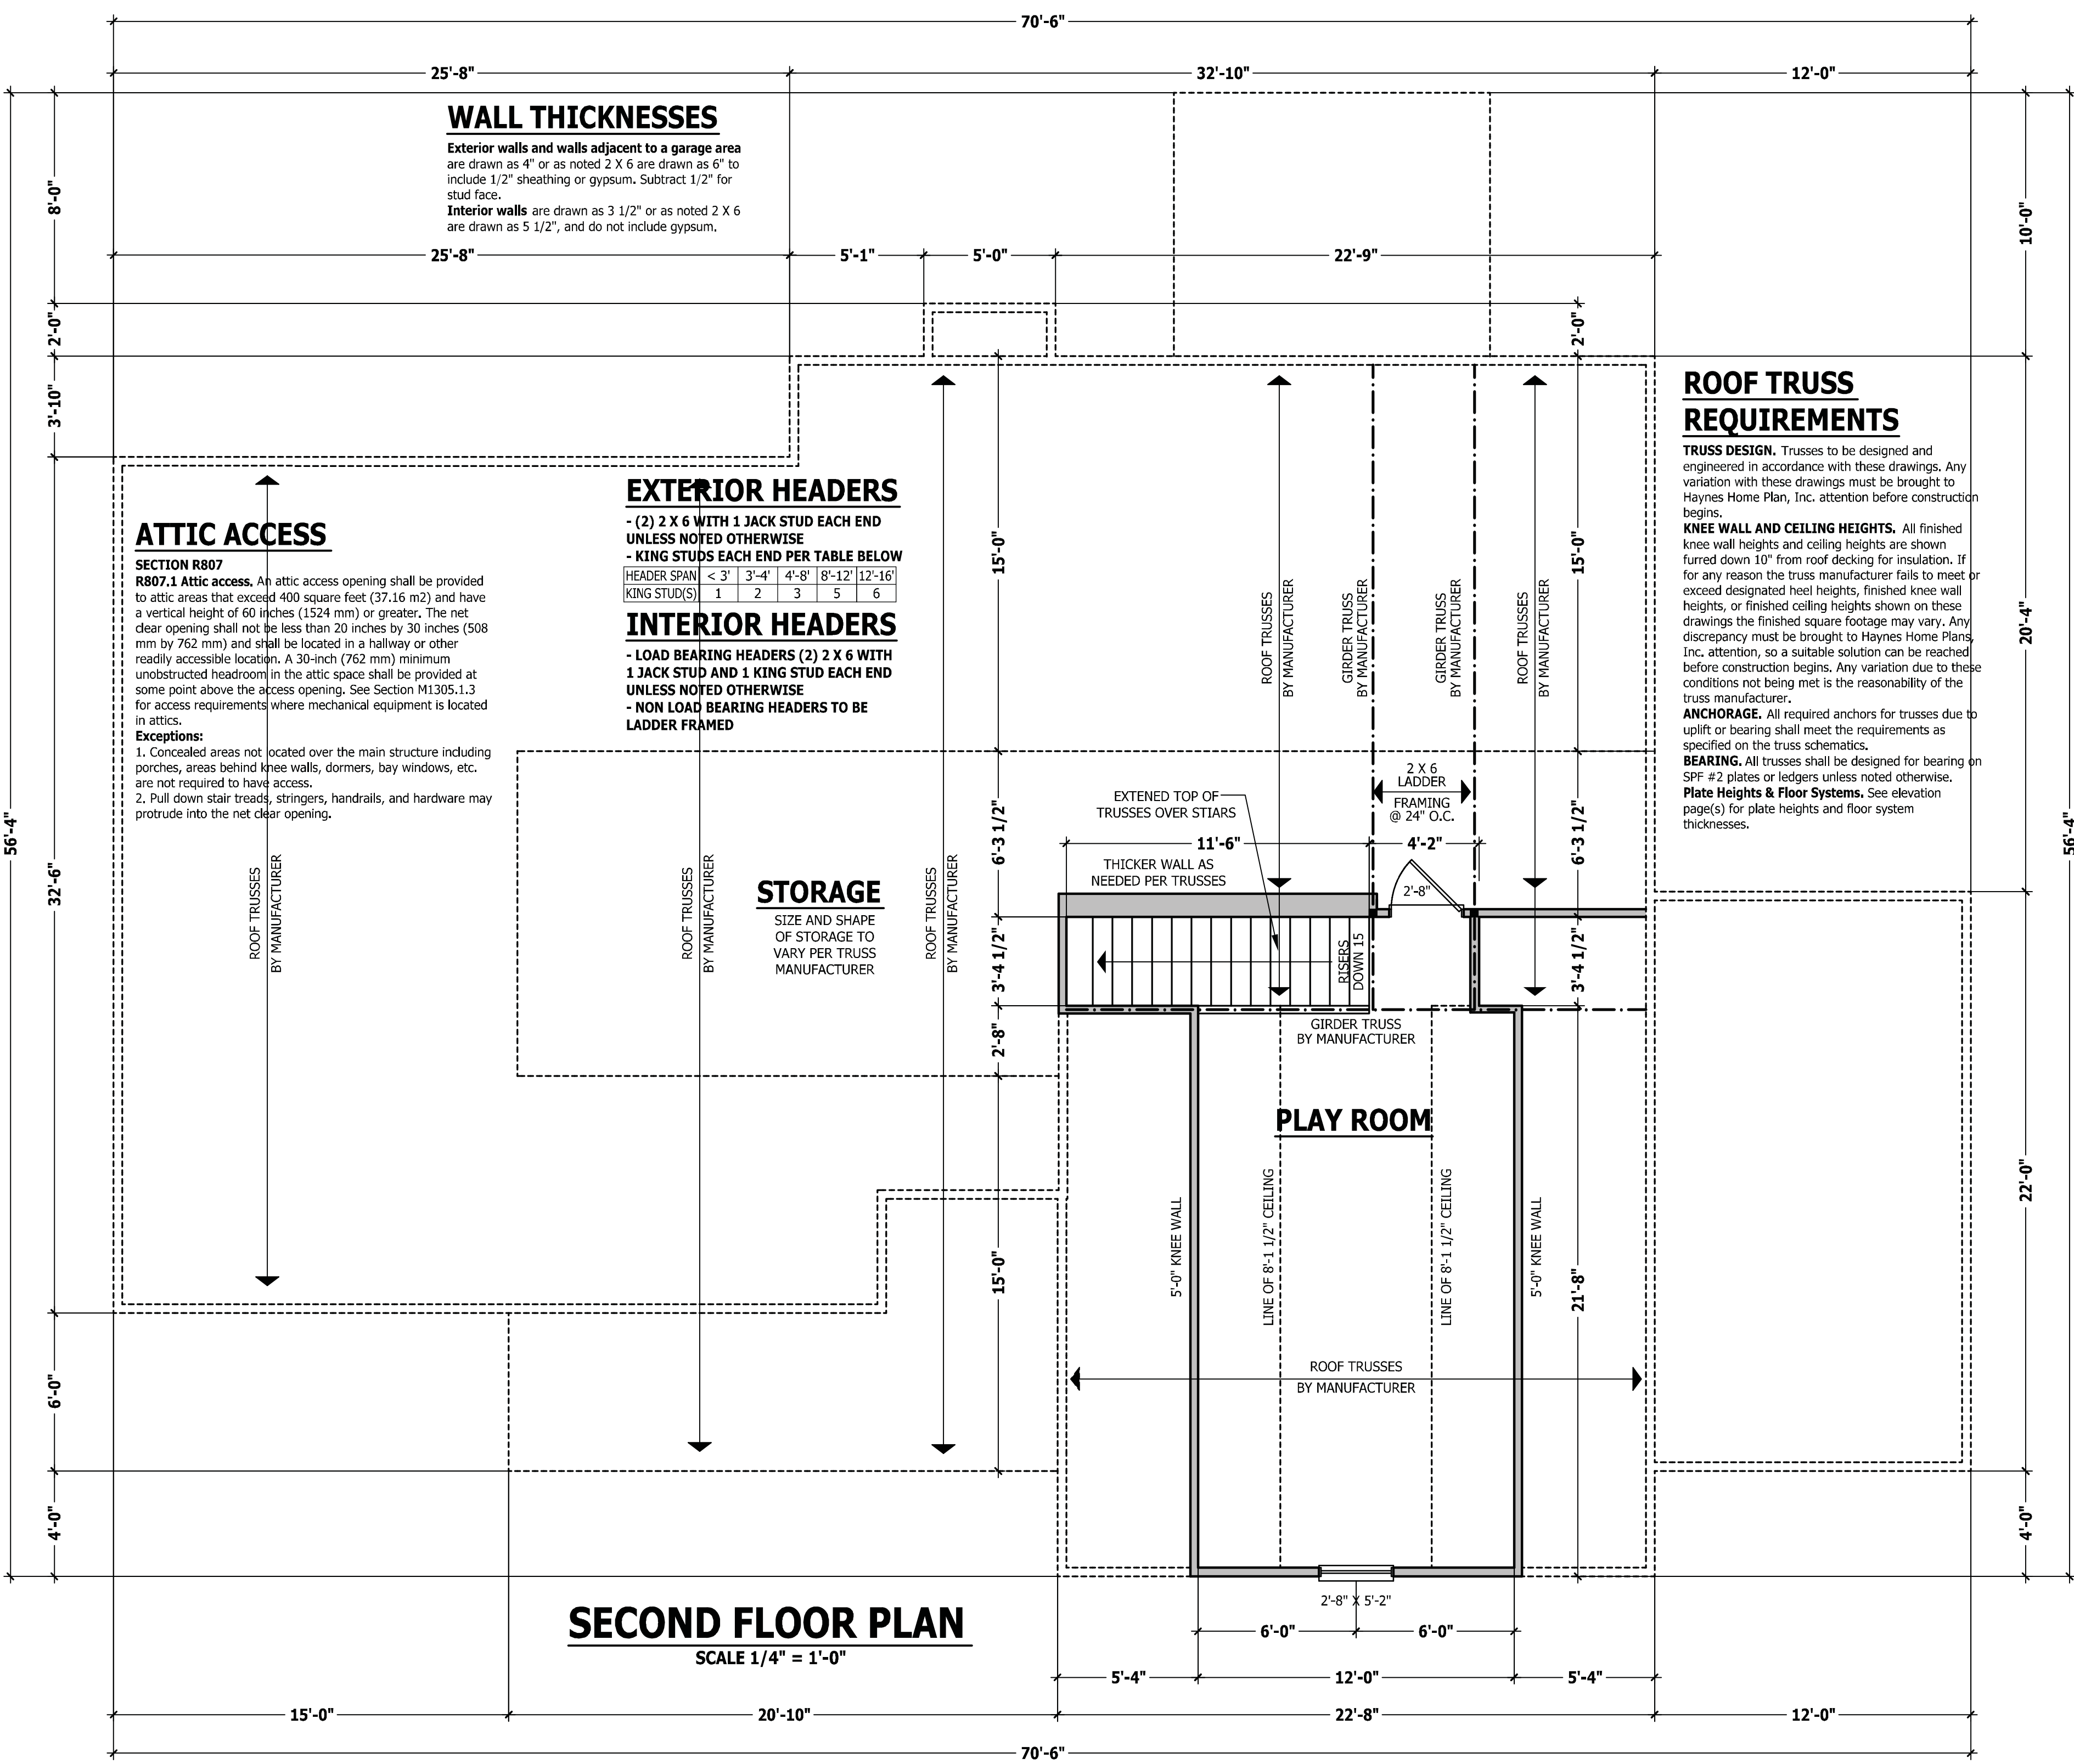 70'-6"
25'-8"
32'-10"
12'-0"
WALL THICKNESSES
Exterior walls and walls adjacent to a garage area
are drawn as 4" or as noted 2 X 6 are drawn as 6" to
include 1/2" sheathing or gypsum. Subtract 1/2" for
stud face.
Interior walls are drawn as 3 1/2" or as noted 2 X 6
are drawn as 5 1/2", and do not include gypsum.
8'-0"
10'-0"
25'-8"
5'-1"
5'-0"
22'-9"
2'-0"
2'-0"
3'-10"
ROOF TRUSS
REQUIREMENTS
TRUSS DESIGN. Trusses to be designed and
engineered in accordance with these drawings. Any
variation with these drawings must be brought to
Haynes Home Plan, Inc. attention before construction
begins.
KNEE WALL AND CEILING HEIGHTS. All finished
knee wall heights and ceiling heights are shown
furred down 10" from roof decking for insulation. If
for any reason the truss manufacturer fails to meet or
exceed designated heel heights, finished knee wall
heights, or finished ceiling heights shown on these
drawings the finished square footage may vary. Any
discrepancy must be brought to Haynes Home Plans,
Inc. attention, so a suitable solution can be reached
before construction begins. Any variation due to these
conditions not being met is the reasonability of the
truss manufacturer.
ANCHORAGE. All required anchors for trusses due to
uplift or bearing shall meet the requirements as
specified on the truss schematics.
BEARING. All trusses shall be designed for bearing on
SPF #2 plates or ledgers unless noted otherwise.
Plate Heights & Floor Systems. See elevation
page(s) for plate heights and floor system
thicknesses.
EXTERIOR HEADERS
- (2) 2 X 6 WITH 1 JACK STUD EACH END
UNLESS NOTED OTHERWISE
- KING STUDS EACH END PER TABLE BELOW
HEADER SPAN < 3' 3'-4' 4'-8' 8'-12' 12'-16'
KING STUD(S) 1 2 3 5 6
INTERIOR HEADERS
- LOAD BEARING HEADERS (2) 2 X 6 WITH
1 JACK STUD AND 1 KING STUD EACH END
UNLESS NOTED OTHERWISE
- NON LOAD BEARING HEADERS TO BE
LADDER FRAMED
ATTIC ACCESS
SECTION R807
R807.1 Attic access. An attic access opening shall be provided
to attic areas that exceed 400 square feet (37.16 m2) and have
a vertical height of 60 inches (1524 mm) or greater. The net
clear opening shall not be less than 20 inches by 30 inches (508
mm by 762 mm) and shall be located in a hallway or other
readily accessible location. A 30-inch (762 mm) minimum
unobstructed headroom in the attic space shall be provided at
some point above the access opening. See Section M1305.1.3
for access requirements where mechanical equipment is located
in attics.
Exceptions:
1. Concealed areas not located over the main structure including
porches, areas behind knee walls, dormers, bay windows, etc.
are not required to have access.
2. Pull down stair treads, stringers, handrails, and hardware may
protrude into the net clear opening.
15'-0"
15'-0"
20'-4"
ROOF TRUSSES
BY MANUFACTURER
GIRDER TRUSS
BY MANUFACTURER
GIRDER TRUSS
BY MANUFACTURER
ROOF TRUSSES
BY MANUFACTURER
2 X 6
LADDER
FRAMING
@ 24" O.C.
EXTENED TOP OF
TRUSSES OVER STIARS
56'-4"
56'-4"
32'-6"
6'-3 1/2"
6'-3 1/2"
11'-6"
4'-2"
THICKER WALL AS
NEEDED PER TRUSSES
2'-8"
ROOF TRUSSES
BY MANUFACTURER
ROOF TRUSSES
BY MANUFACTURER
ROOF TRUSSES
BY MANUFACTURER
STORAGE
SIZE AND SHAPE
OF STORAGE TO
VARY PER TRUSS
MANUFACTURER
3'-4 1/2"
3'-4 1/2"
RISERS
DOWN 15
2'-8"
GIRDER TRUSS
BY MANUFACTURER
PLAY ROOM
22'-0"
5'-0" KNEE WALL
LINE OF 8'-1 1/2" CEILING
LINE OF 8'-1 1/2" CEILING
5'-0" KNEE WALL
15'-0"
21'-8"
ROOF TRUSSES
BY MANUFACTURER
6'-0"
4'-0"
4'-0"
2'-8" X 5'-2"
SECOND FLOOR PLAN
SCALE 1/4" = 1'-0"
6'-0"
6'-0"
5'-4"
12'-0"
5'-4"
15'-0"
20'-10"
22'-8"
12'-0"
70'-6"